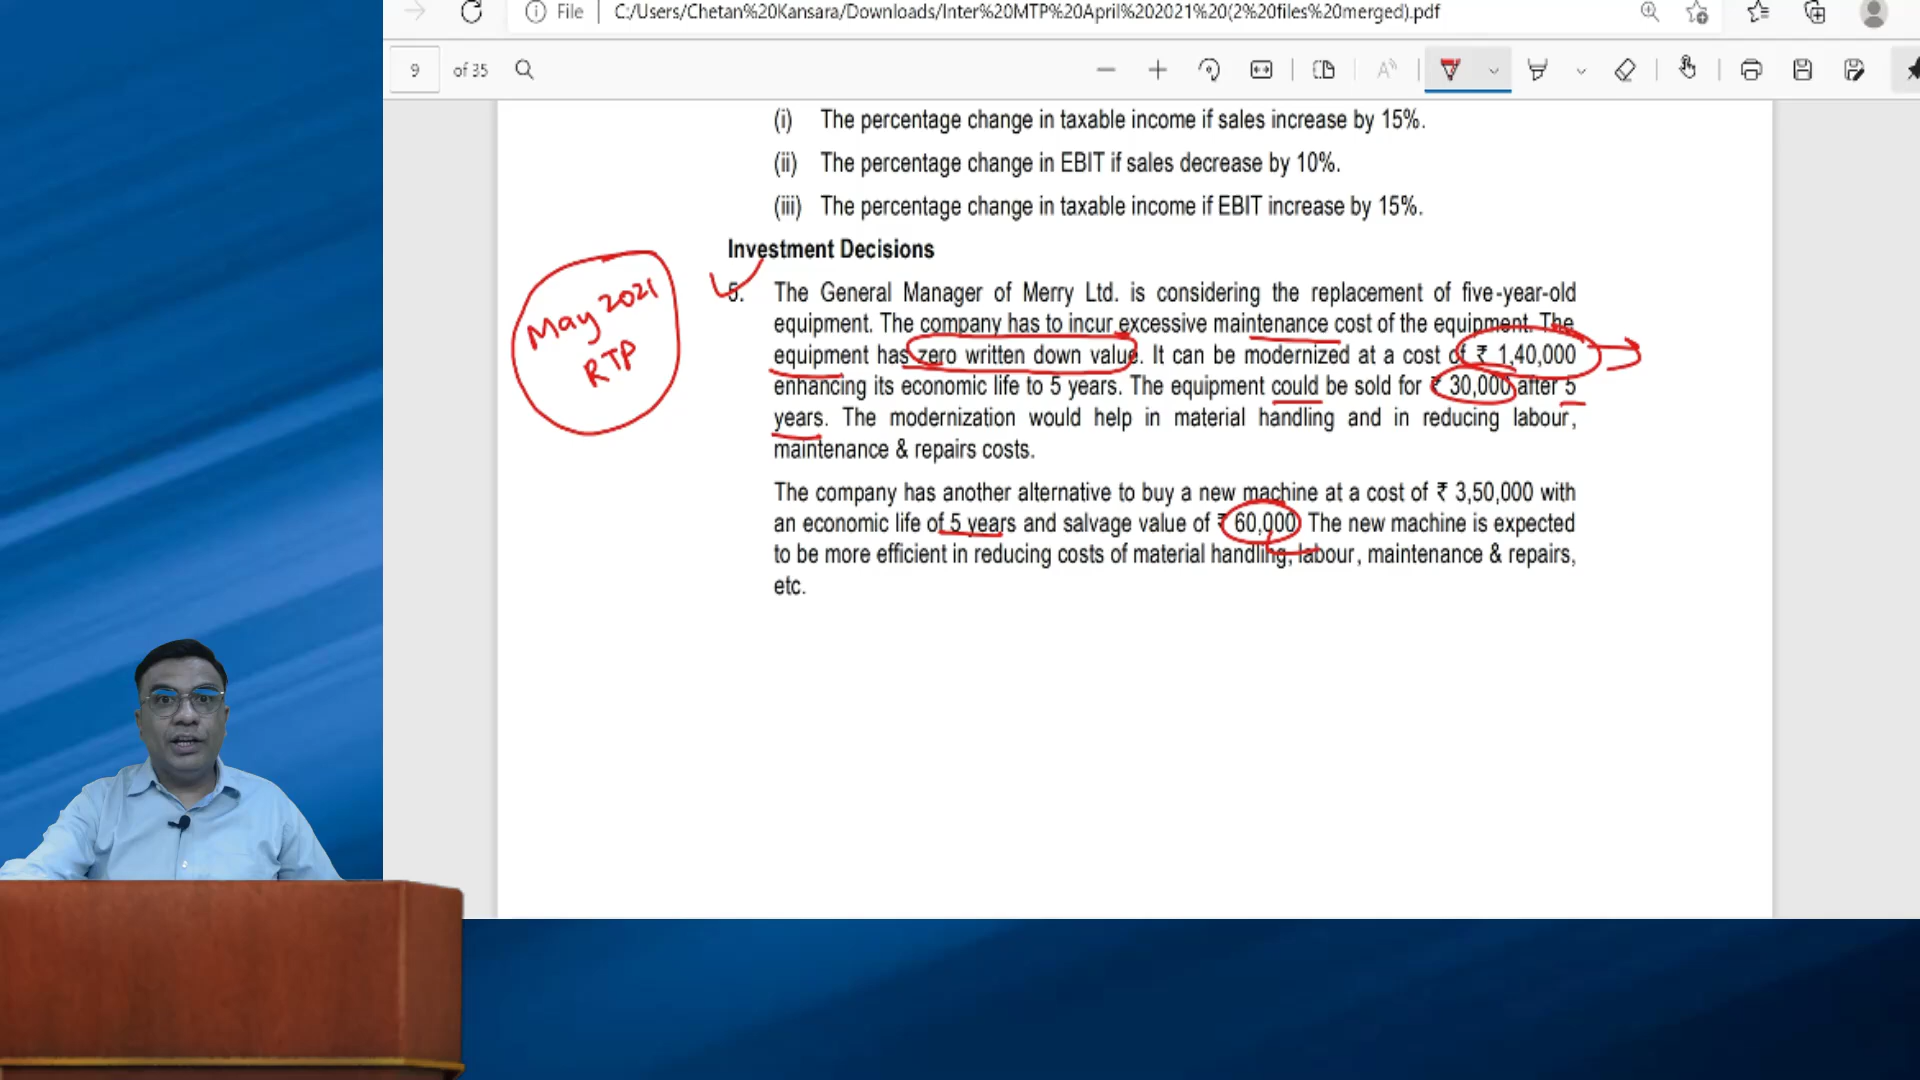 File C:/Users/Chetan%20Kansara/Downloads/Inter%20MTP%20April%202021%20(2%20files%20merged).pdf
9 of 35
(i) The percentage change in taxable income if sales increase by 15%.
(ii) The percentage change in EBIT if sales decrease by 10%.
(iii) The percentage change in taxable income if EBIT increase by 15%.
Investment Decisions
5. The General Manager of Merry Ltd. is considering the replacement of five-year-old
equipment. The company has to incur excessive maintenance cost of the equipment. The
equipment has zero written down value. It can be modernized at a cost of ₹ 1,40,000
enhancing its economic life to 5 years. The equipment could be sold for ₹ 30,000 after 5
years. The modernization would help in material handling and in reducing labour,
maintenance & repairs costs.
The company has another alternative to buy a new machine at a cost of ₹ 3,50,000 with
an economic life of 5 years and salvage value of ₹ 60,000. The new machine is expected
to be more efficient in reducing costs of material handling, labour, maintenance & repairs,
etc.
May 2021
RTP